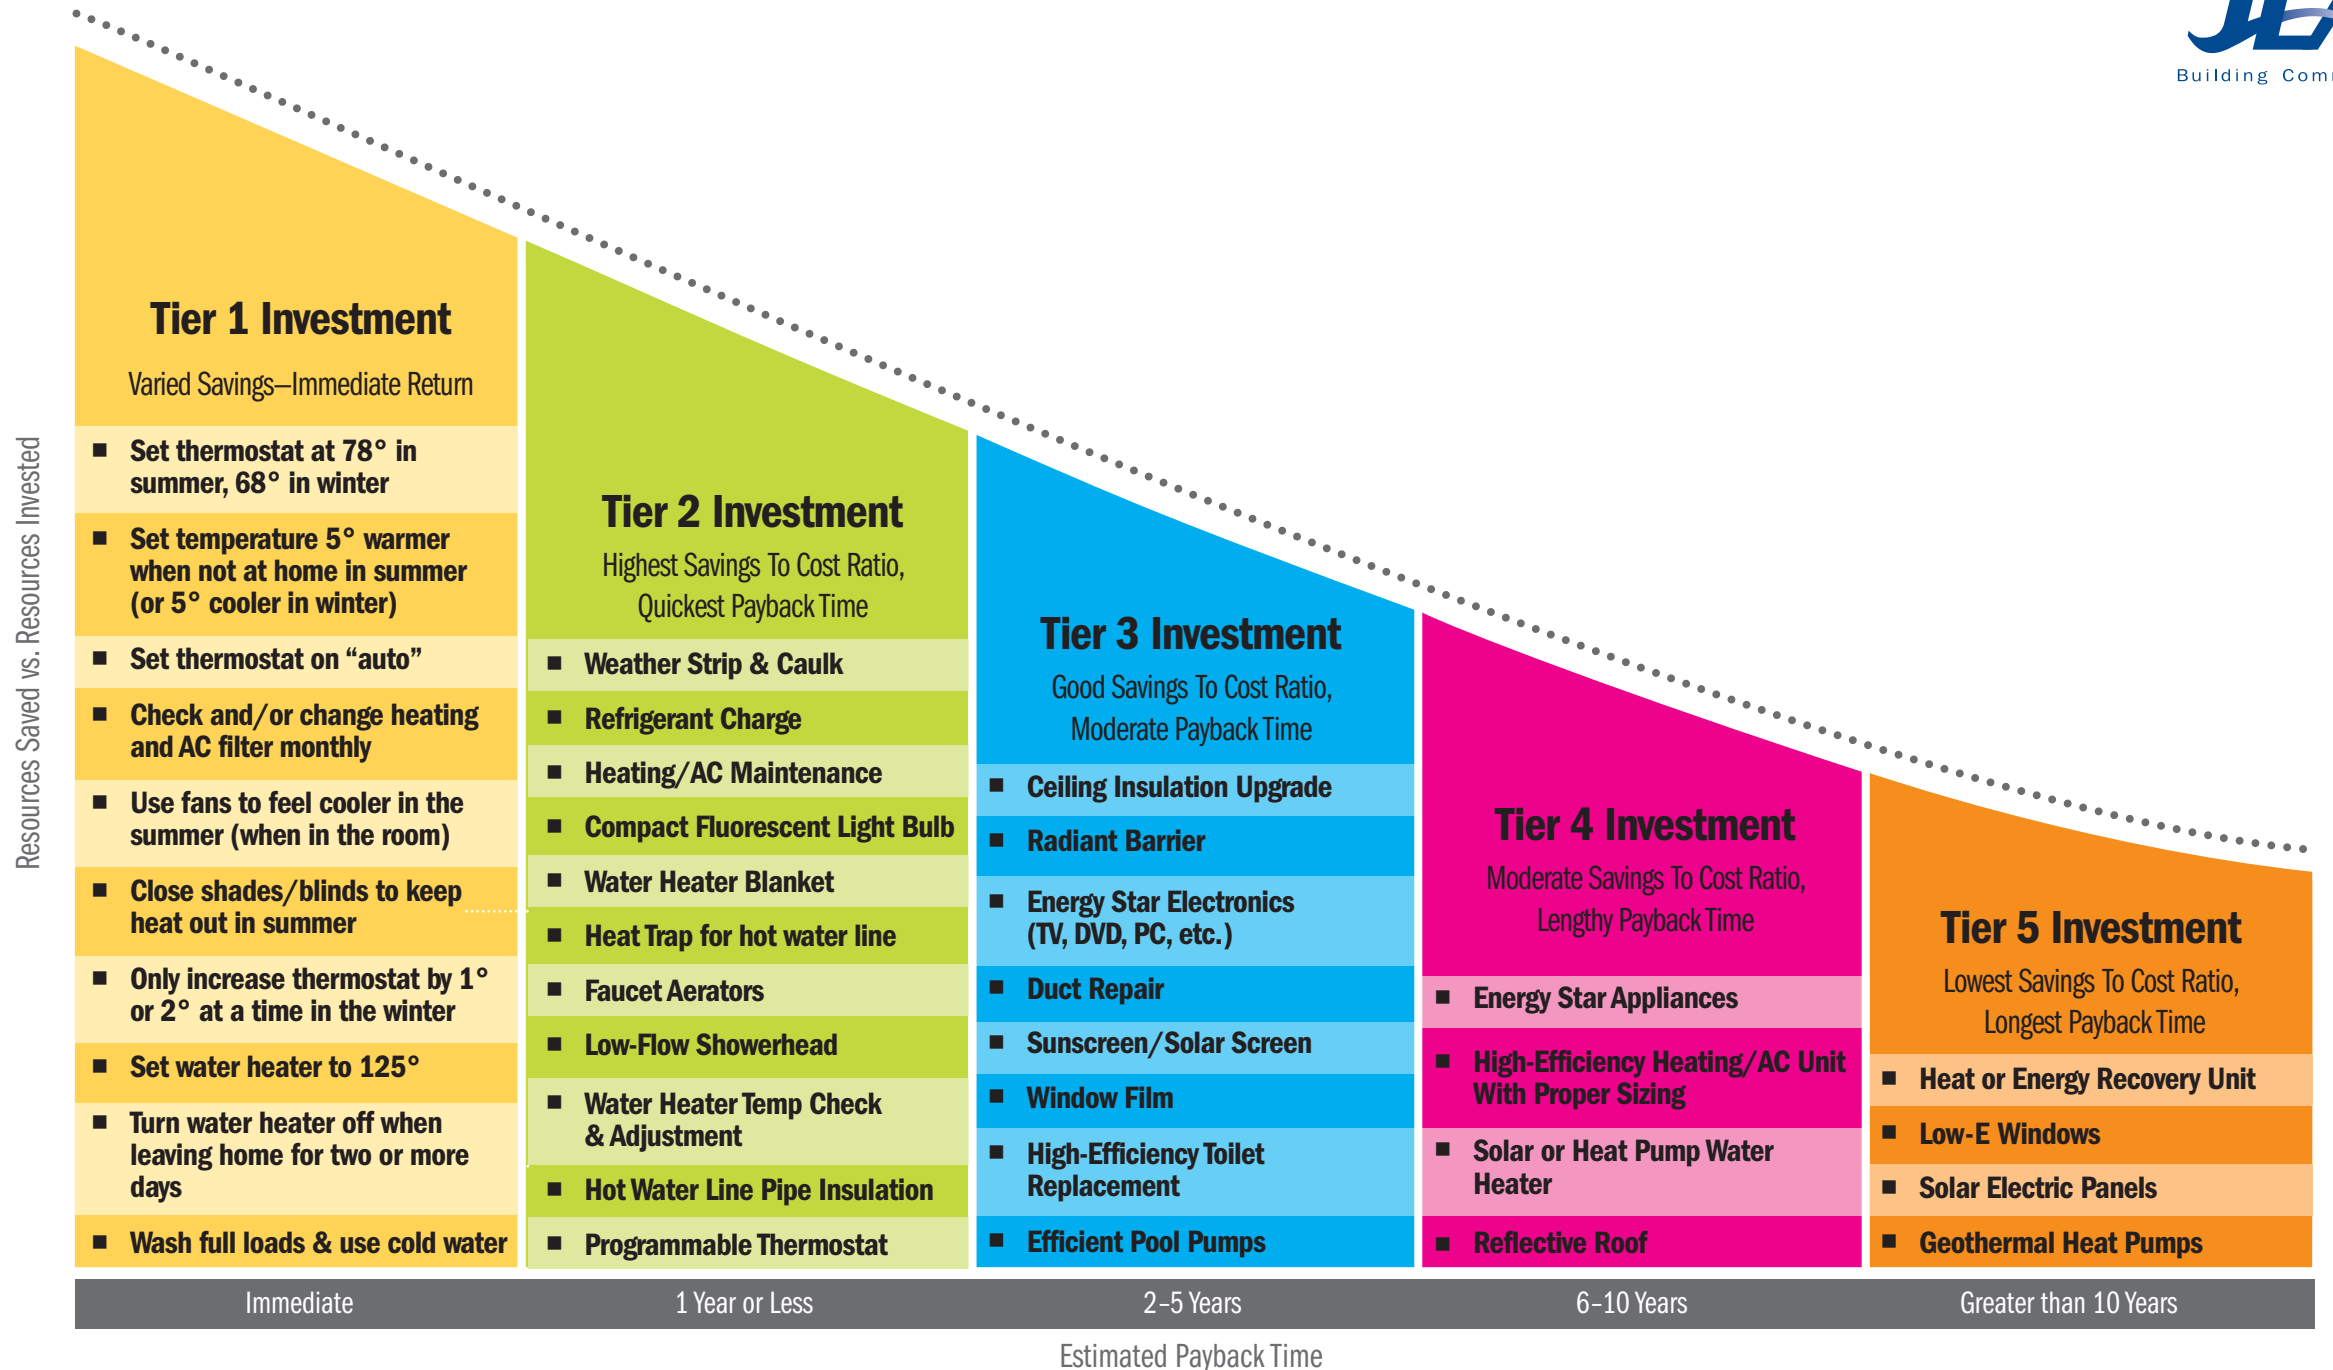 JEA
Building Com
Resources Saved vs. Resources Invested
Tier 1 Investment
Varied Savings—Immediate Return
■ Set thermostat at 78° in
summer, 68° in winter
■ Set temperature 5° warmer
when not at home in summer
(or 5° cooler in winter)
■ Set thermostat on “auto”
■ Check and/or change heating
and AC filter monthly
■ Use fans to feel cooler in the
summer (when in the room)
■ Close shades/blinds to keep
heat out in summer
■ Only increase thermostat by 1°
or 2° at a time in the winter
■ Set water heater to 125°
■ Turn water heater off when
leaving home for two or more
days
■ Wash full loads & use cold water
Immediate
Tier 2 Investment
Highest Savings To Cost Ratio,
Quickest Payback Time
■ Weather Strip & Caulk
■ Refrigerant Charge
■ Heating/AC Maintenance
■ Compact Fluorescent Light Bulb
■ Water Heater Blanket
■ Heat Trap for hot water line
■ Faucet Aerators
■ Low-Flow Showerhead
■ Water Heater Temp Check
& Adjustment
■ Hot Water Line Pipe Insulation
■ Programmable Thermostat
1 Year or Less
Tier 3 Investment
Good Savings To Cost Ratio,
Moderate Payback Time
■ Ceiling Insulation Upgrade
■ Radiant Barrier
■ Energy Star Electronics
(TV, DVD, PC, etc.)
■ Duct Repair
■ Sunscreen/Solar Screen
■ Window Film
■ High-Efficiency Toilet
Replacement
■ Efficient Pool Pumps
2–5 Years
Tier 4 Investment
Moderate Savings To Cost Ratio,
Lengthy Payback Time
■ Energy Star Appliances
■ High-Efficiency Heating/AC Unit
With Proper Sizing
■ Solar or Heat Pump Water
Heater
■ Reflective Roof
6–10 Years
Tier 5 Investment
Lowest Savings To Cost Ratio,
Longest Payback Time
■ Heat or Energy Recovery Unit
■ Low-E Windows
■ Solar Electric Panels
■ Geothermal Heat Pumps
Greater than 10 Years
Estimated Payback Time